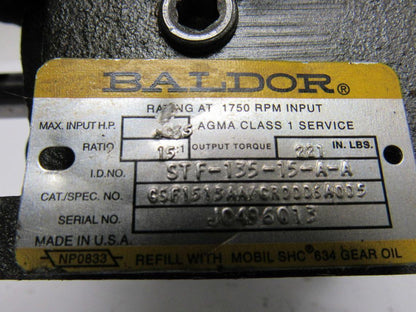 BALDOR®
RATING AT 1750 RPM INPUT
MAX. INPUT H.P. AGMA CLASS 1 SERVICE
RATIO 15:1 OUTPUT TORQUE 221 IN. LBS.
I.D.NO. STF-135-15-A-A
CAT./SPEC. NO.
SERIAL NO. J0496013
MADE IN U.S.A.
NP0833 REFILL WITH MOBIL SHC® 634 GEAR OIL